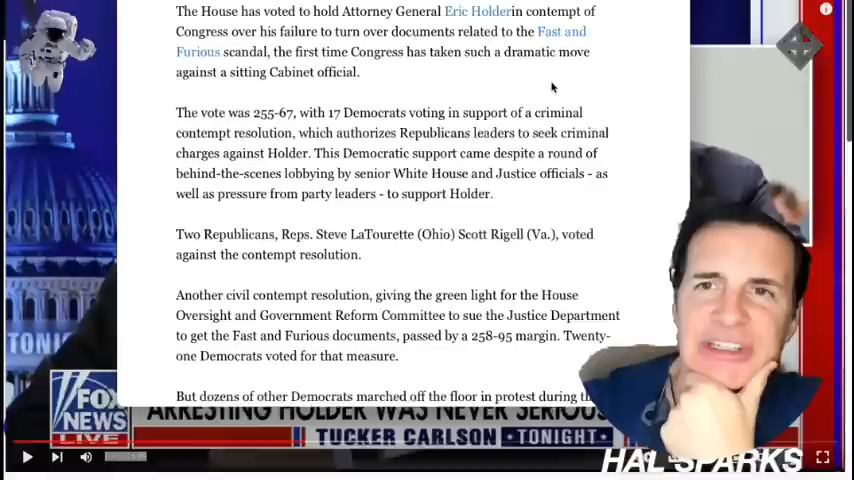 The House has voted to hold Attorney General Eric Holderin contempt of
Congress over his failure to turn over documents related to the Fast and
Furious scandal, the first time Congress has taken such a dramatic move
against a sitting Cabinet official.
The vote was 255-67, with 17 Democrats voting in support of a criminal
contempt resolution, which authorizes Republicans leaders to seek criminal
charges against Holder. This Democratic support came despite a round of
behind-the-scenes lobbying by senior White House and Justice officials - as
well as pressure from party leaders - to support Holder.
Two Republicans, Reps. Steve LaTourette (Ohio) Scott Rigell (Va.), voted
against the contempt resolution.
Another civil contempt resolution, giving the green light for the House
Oversight and Government Reform Committee to sue the Justice Department
to get the Fast and Furious documents, passed by a 258-95 margin. Twenty-
one Democrats voted for that measure.
But dozens of other Democrats marched off the floor in protest during
TONI
FOX
NEWS
LIVE
ARRESTING HOLDER WAS NEVER SERIOUS
TUCKER CARLSON TONIGHT
HAL SPARKS